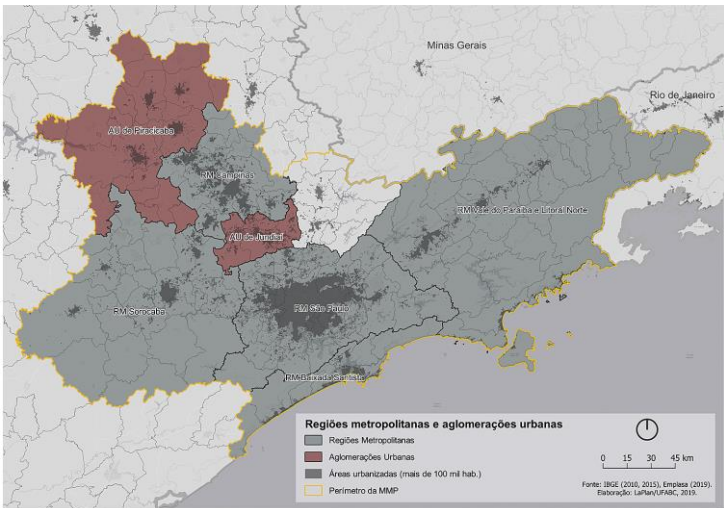 Minas Gerais
Rio de Janeiro
AU de Piracicaba
RM Campinas
RM Vale do Paraíba e Litoral Norte
AU de Jundiaí
RM Sorocaba
RM São Paulo
RM Baixada Santista
Regiões metropolitanas e aglomerações urbanas
Regiões Metropolitanas
Aglomerações Urbanas
Áreas urbanizadas (mais de 100 mil hab.)
Perímetro da MMP
0 15 30 45 km
Fonte: IBGE (2010, 2015), Emplasa (2019).
Elaboração: LaPlan/UFABC, 2019.